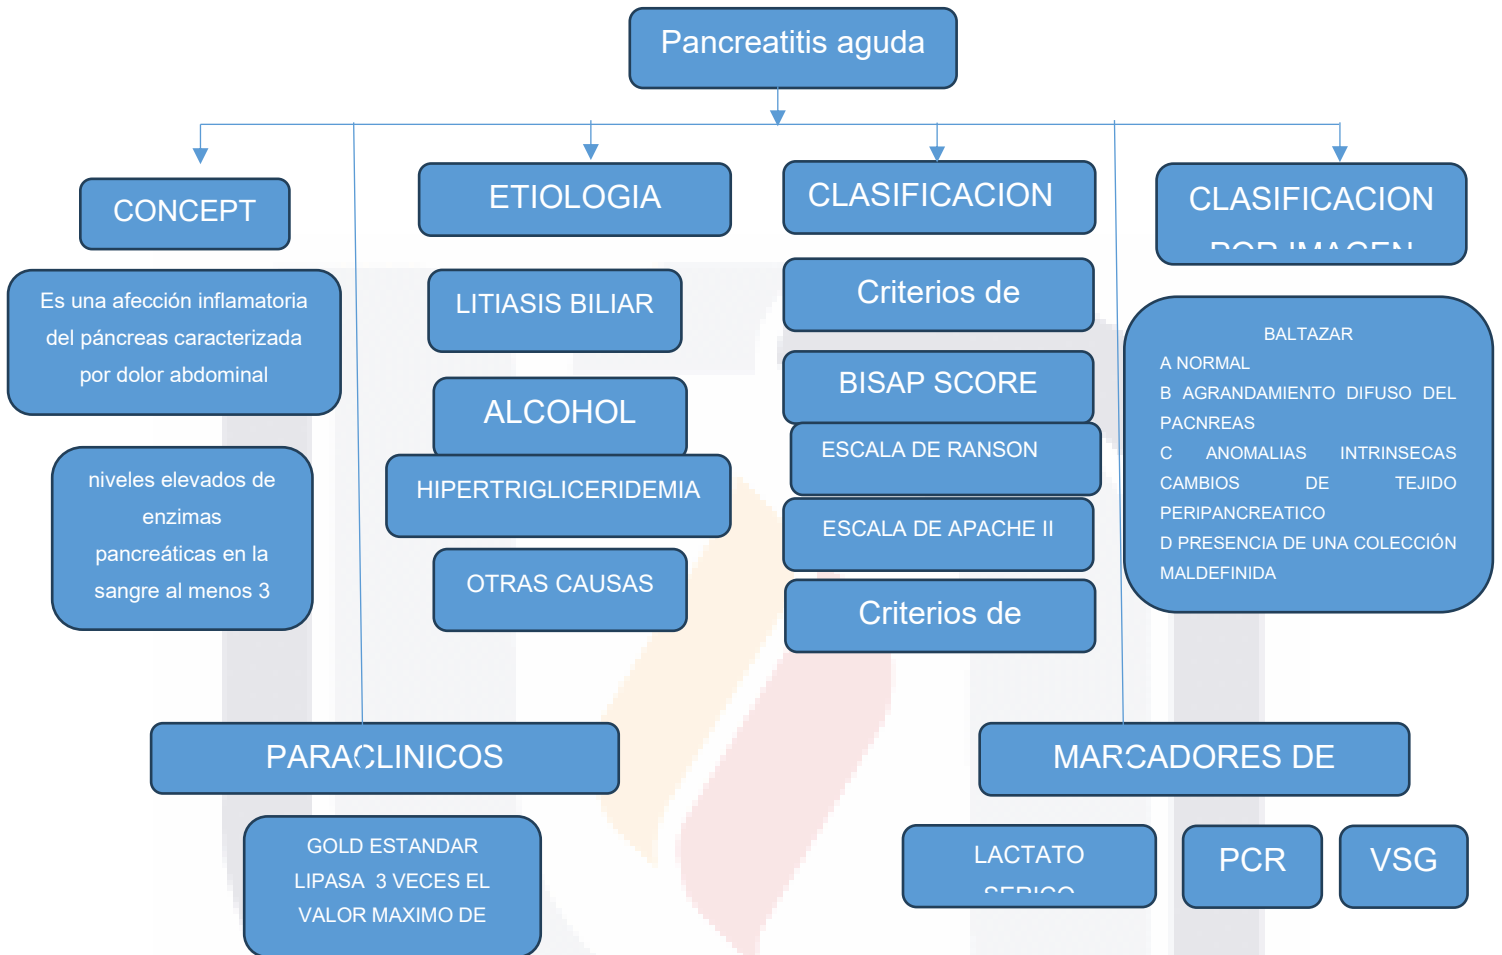 Pancreatitis aguda
CONCEPT
Es una afección inflamatoria
del páncreas caracterizada
por dolor abdominal
niveles elevados de
enzimas
pancreáticas en la
sangre al menos 3
ETIOLOGIA
LITIASIS BILIAR
ALCOHOL
HIPERTRIGLICERIDEMIA
OTRAS CAUSAS
CLASIFICACION
Criterios de
BISAP SCORE
ESCALA DE RANSON
ESCALA DE APACHE II
Criterios de
CLASIFICACION
POR IMAGEN
BALTAZAR
A NORMAL
B AGRANDAMIENTO DIFUSO DEL
PACNREAS
C ANOMALIAS INTRINSECAS
CAMBIOS DE TEJIDO
PERIPANCREATICO
D PRESENCIA DE UNA COLECCIÓN
MALDEFINIDA
PARACLINICOS
GOLD ESTANDAR
LIPASA 3 VECES EL
VALOR MAXIMO DE
MARCADORES DE
LACTATO
SERICO
PCR
VSG